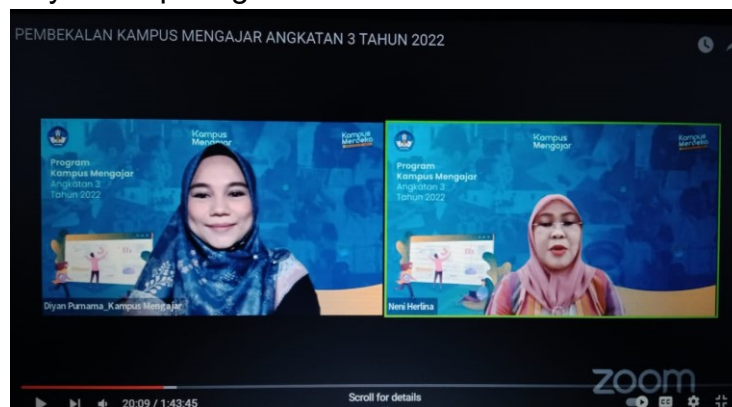 PEMBEKALAN KAMPUS MENGAJAR ANGKATAN 3 TAHUN 2022
Kampus
Mengajar
Kampus
Merdeka
Program
Kampus Mengajar
Angkatan 3
Tahun 2022
Diyan Purnama_Kampus Mengajar
Kampus
Mengajar
Kampus
Merdeka
Program
Kampus Mengajar
Angkatan 3
Tahun 2022
Neni Herlina
zoom
20:09 / 1:43:45
Scroll for details